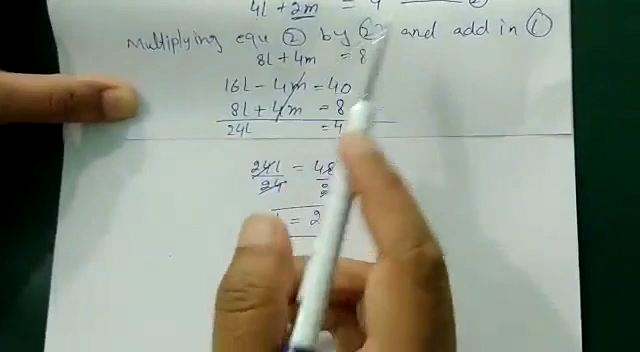 4l + 2m = 4 ②
Multiplying equ ② by 2 and add in ①
8l + 4m = 8
16l - 4m = 40
8l + 4m = 8
24l = 4
24l = 48
24
= 2